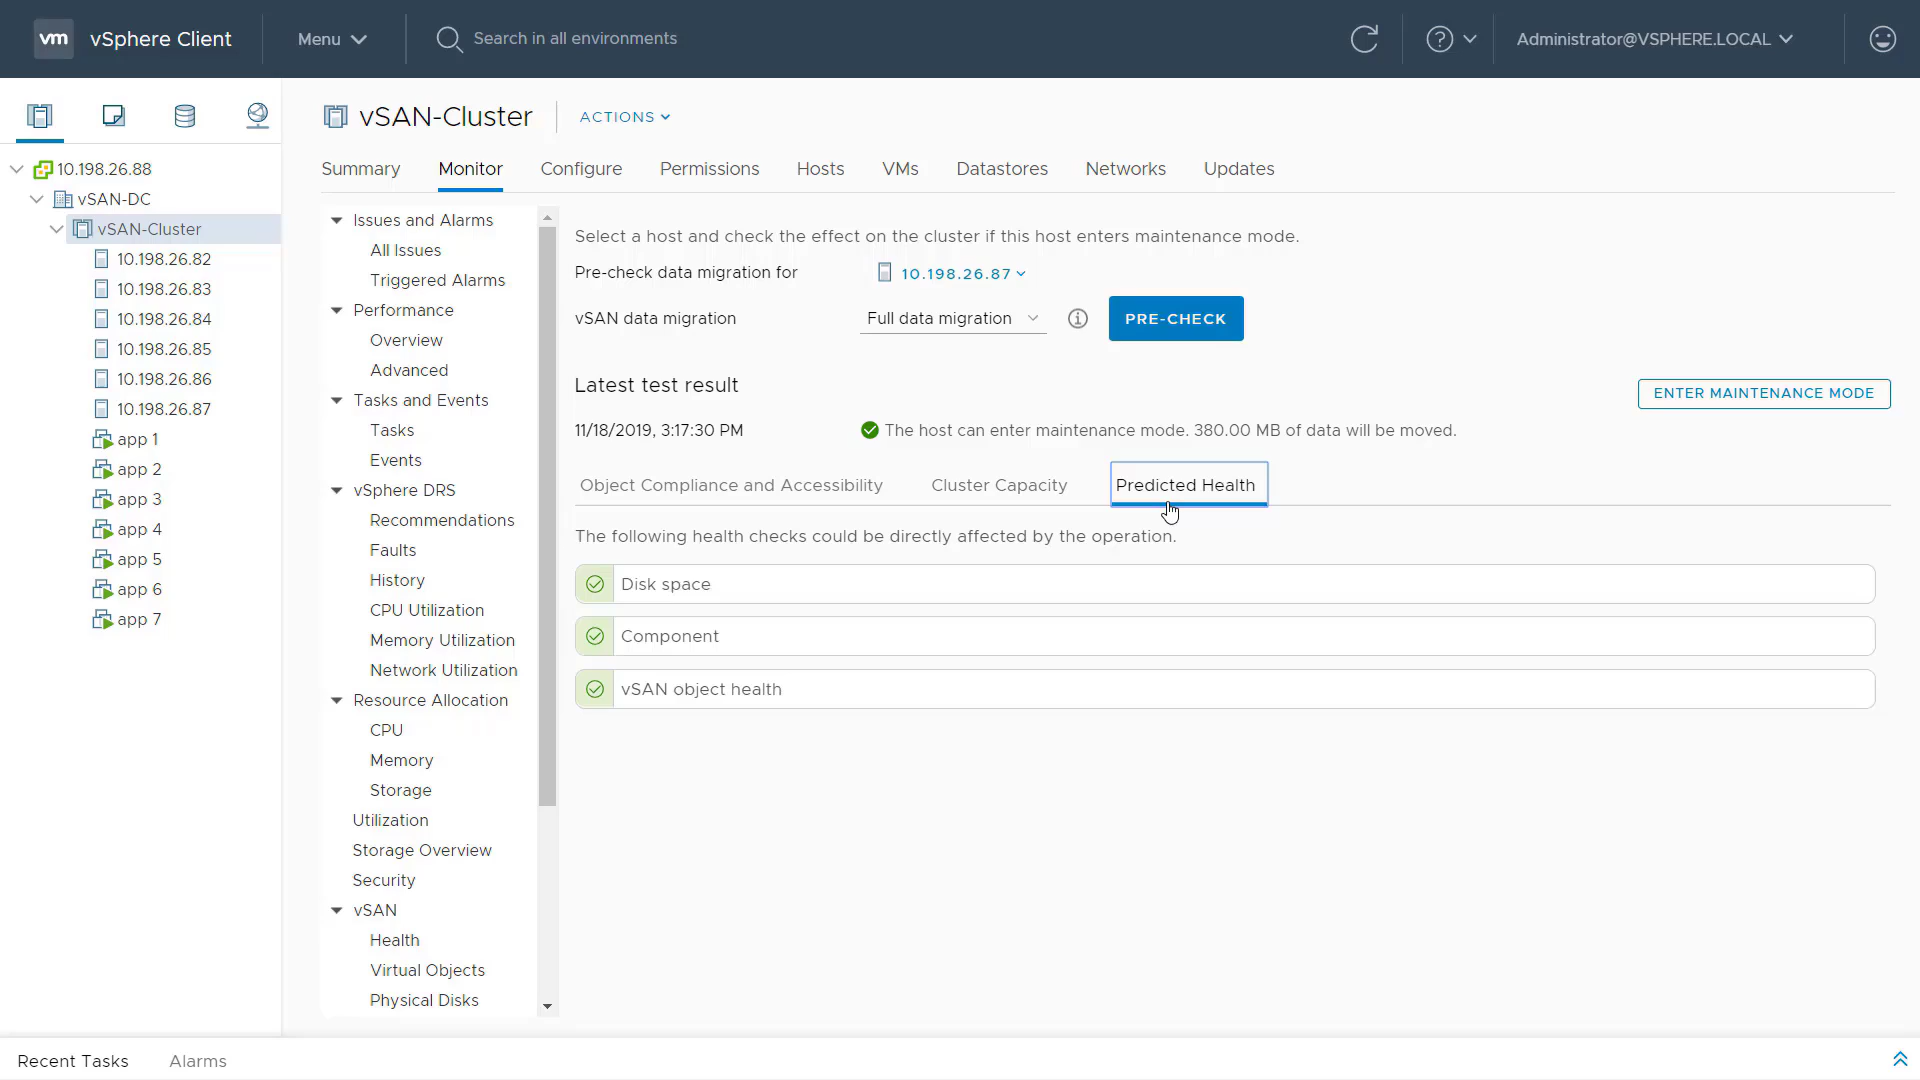 vm vSphere Client Menu Search in all environments ? Administrator@VSPHERE.LOCAL
10.198.26.88
vSAN-DC
vSAN-Cluster
10.198.26.82
10.198.26.83
10.198.26.84
10.198.26.85
10.198.26.86
10.198.26.87
app 1
app 2
app 3
app 4
app 5
app 6
app 7
vSAN-Cluster ACTIONS
Summary Monitor Configure Permissions Hosts VMs Datastores Networks Updates
Issues and Alarms
All Issues
Triggered Alarms
Performance
Overview
Advanced
Tasks and Events
Tasks
Events
vSphere DRS
Recommendations
Faults
History
CPU Utilization
Memory Utilization
Network Utilization
Resource Allocation
CPU
Memory
Storage
Utilization
Storage Overview
Security
vSAN
Health
Virtual Objects
Physical Disks
Select a host and check the effect on the cluster if this host enters maintenance mode.
Pre-check data migration for 10.198.26.87
vSAN data migration Full data migration PRE-CHECK
Latest test result ENTER MAINTENANCE MODE
11/18/2019, 3:17:30 PM The host can enter maintenance mode. 380.00 MB of data will be moved.
Object Compliance and Accessibility Cluster Capacity Predicted Health
The following health checks could be directly affected by the operation.
Disk space
Component
vSAN object health
Recent Tasks Alarms